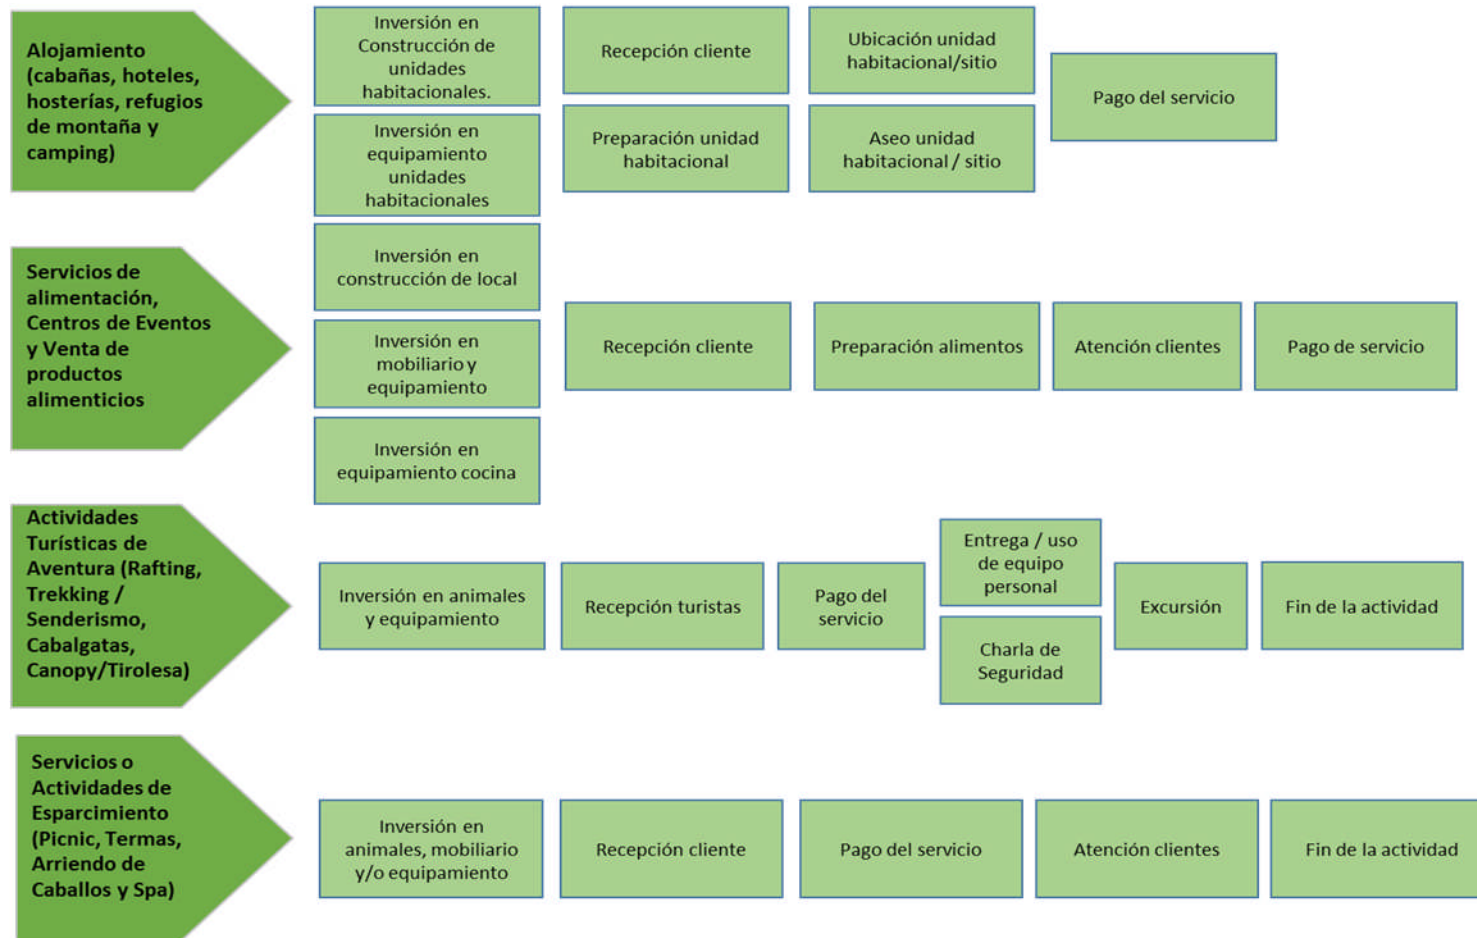 Alojamiento
(cabañas, hoteles,
hosterías, refugios
de montaña y
camping)
Inversión en
Construcción de
unidades
habitacionales.
Inversión en
equipamiento
unidades
habitacionales
Recepción cliente
Preparación unidad
habitacional
Ubicación unidad
habitacional/sitio
Aseo unidad
habitacional / sitio
Pago del servicio
Servicios de
alimentación,
Centros de Eventos
y Venta de
productos
alimenticios
Inversión en
construcción de local
Inversión en
mobiliario y
equipamiento
Inversión en
equipamiento cocina
Recepción cliente
Preparación alimentos
Atención clientes
Pago de servicio
Actividades
Turísticas de
Aventura (Rafting,
Trekking /
Senderismo,
Cabalgatas,
Canopy/Tirolesa)
Inversión en animales
y equipamiento
Recepción turistas
Pago del
servicio
Entrega / uso
de equipo
personal
Charla de
Seguridad
Excursión
Fin de la actividad
Servicios o
Actividades de
Esparcimiento
(Picnic, Termas,
Arriendo de
Caballos y Spa)
Inversión en
animales, mobiliario
y/o equipamiento
Recepción cliente
Pago del servicio
Atención clientes
Fin de la actividad